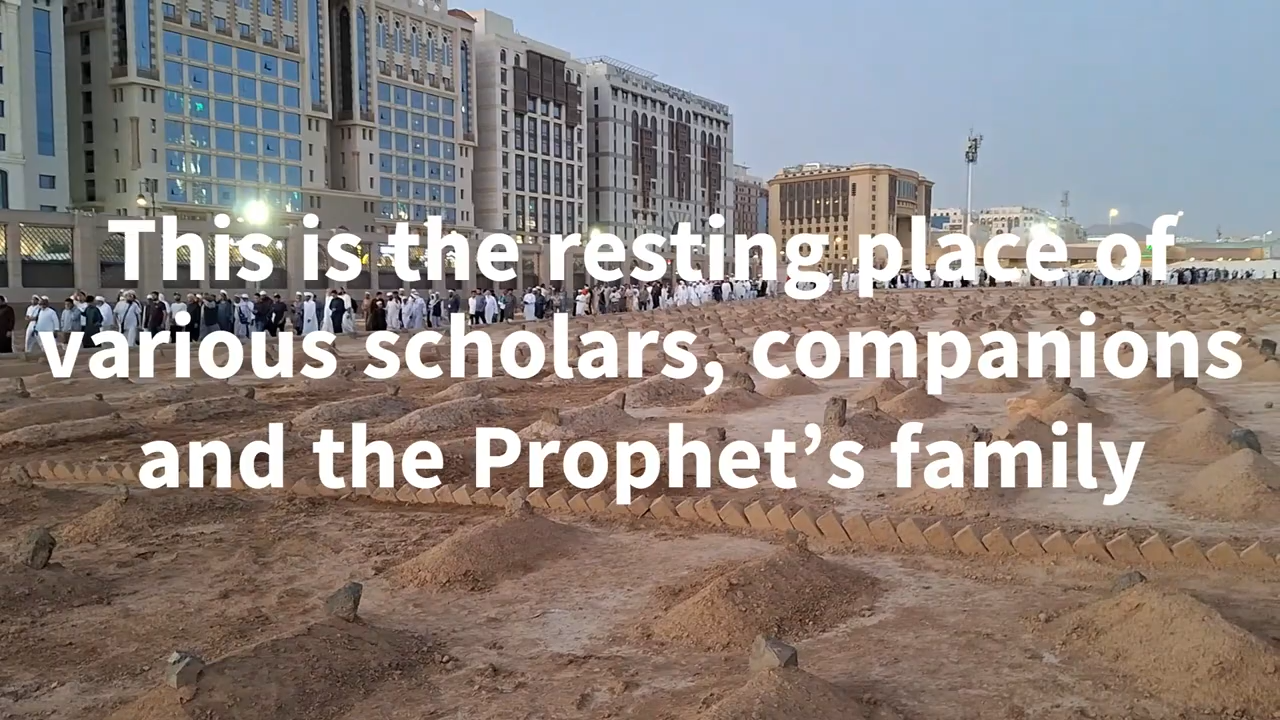 This is the resting place of
various scholars, companions
and the Prophet’s family